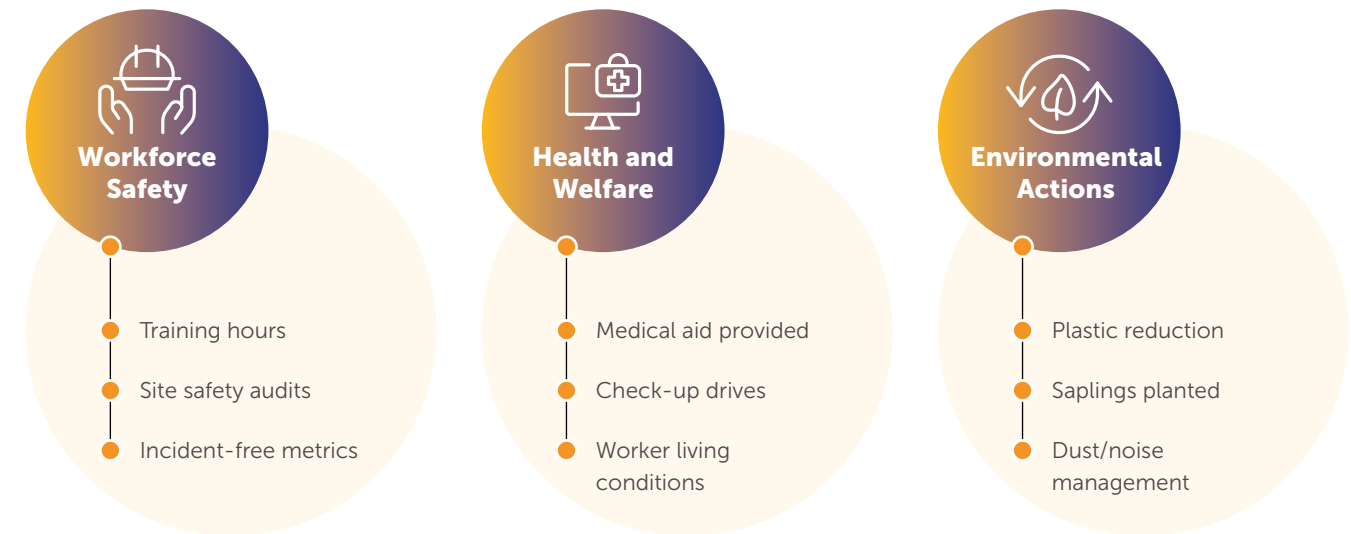 Workforce
Safety
Training hours
Site safety audits
Incident-free metrics
Health and
Welfare
Medical aid provided
Check-up drives
Worker living
conditions
Environmental
Actions
Plastic reduction
Saplings planted
Dust/noise
management